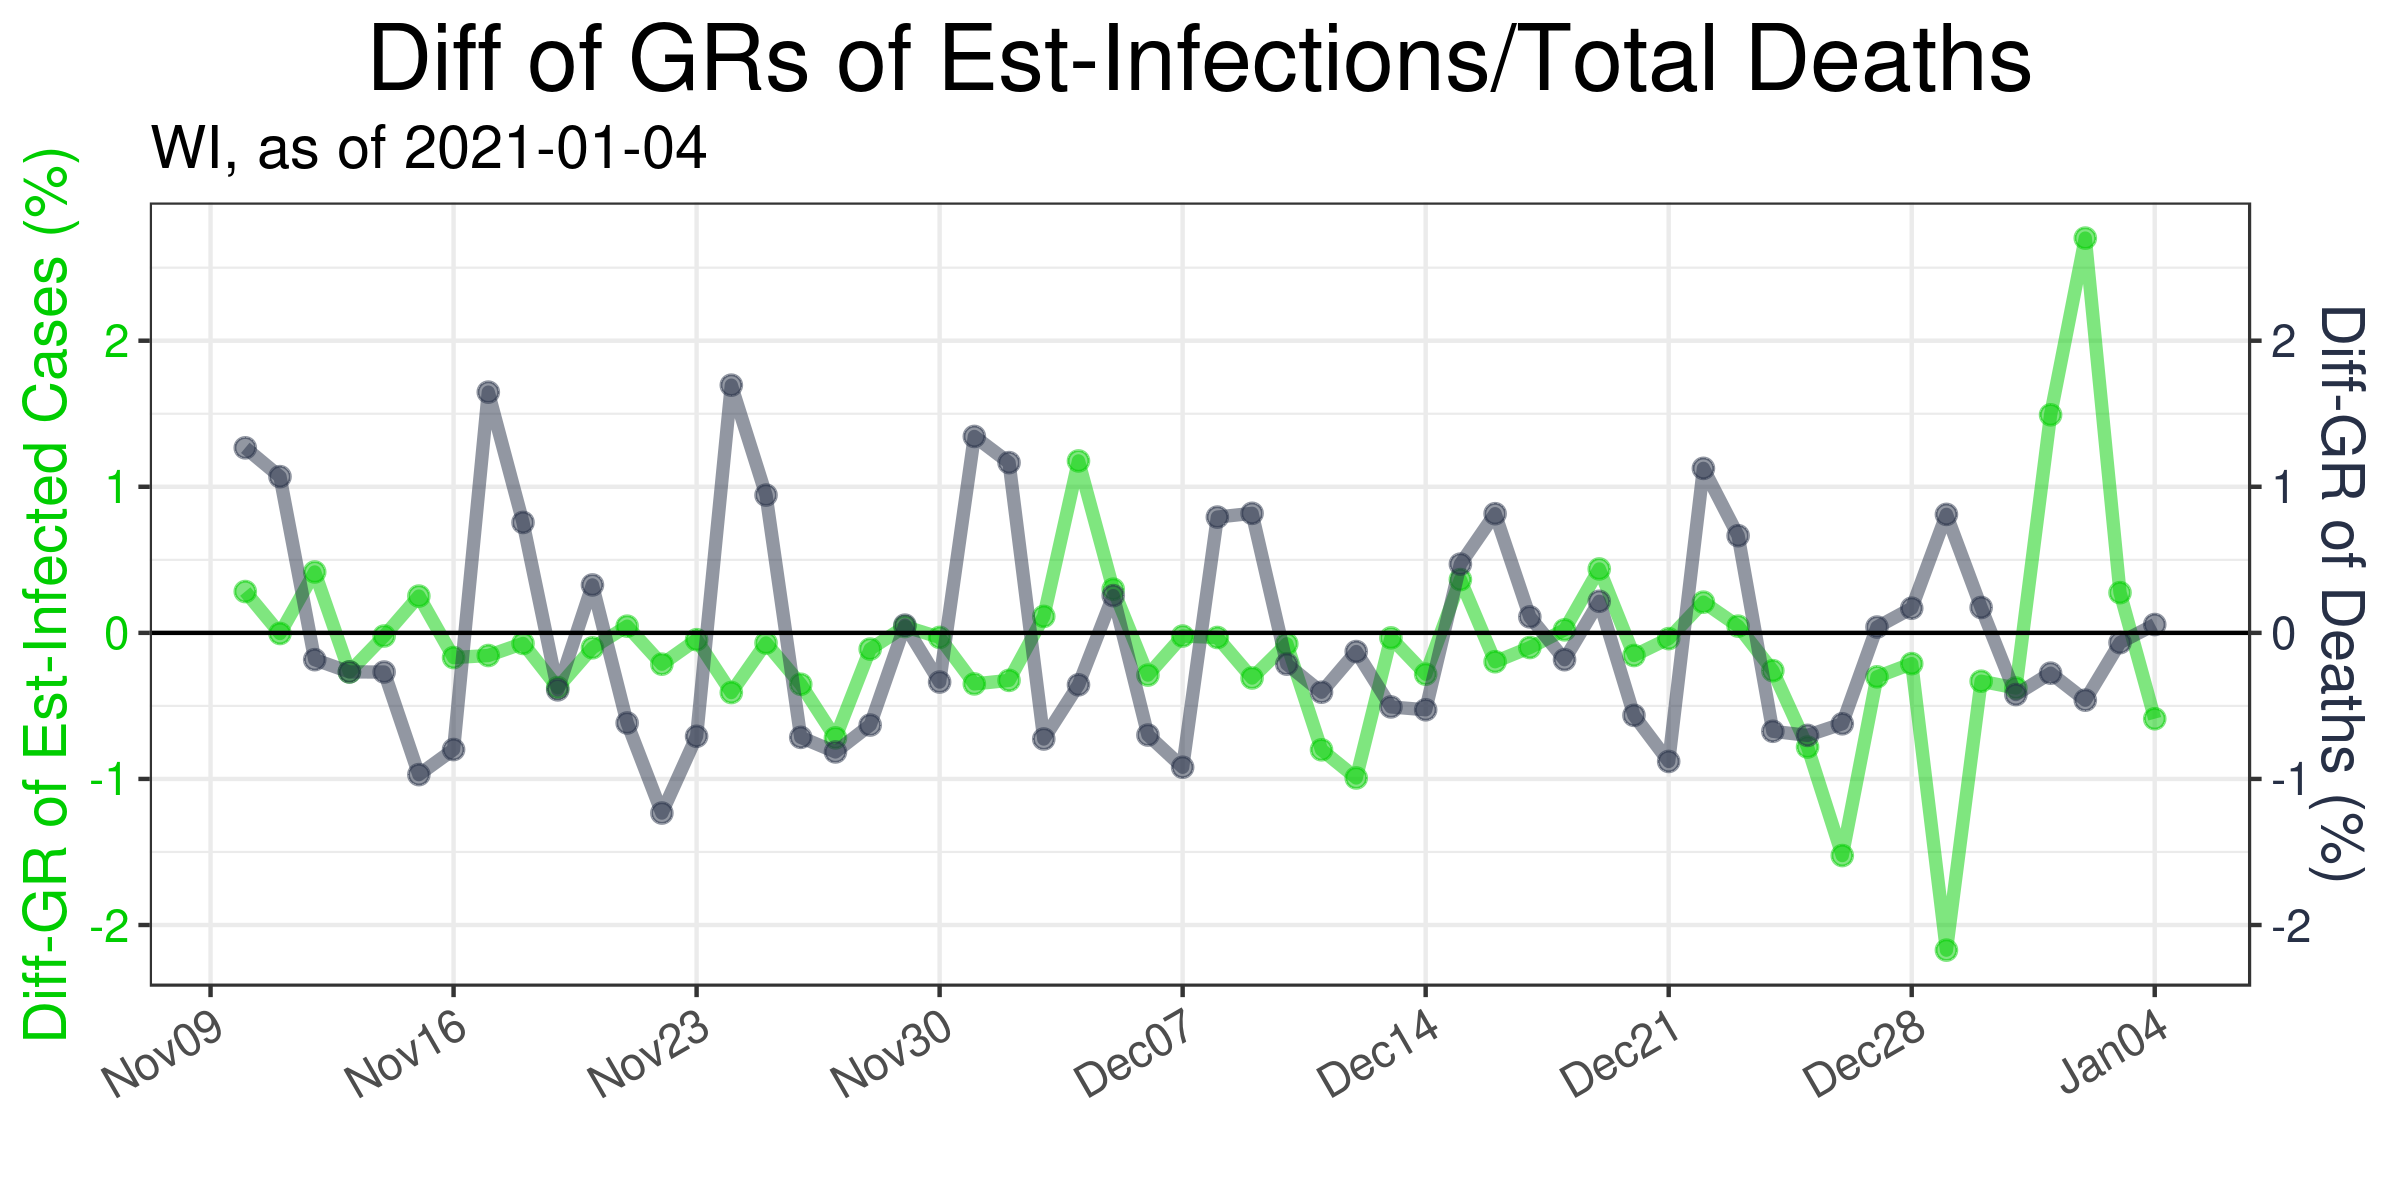 Diff of GRs of Est-Infections/Total Deaths
WI, as of 2021-01-04
Diff-GR of Est-Infected Cases (%)
2
1
0
-1
-2
2
1
0
-1
-2
Diff-GR of Deaths (%)
Nov09
Nov16
Nov23
Nov30
Dec07
Dec14
Dec21
Dec28
Jan04